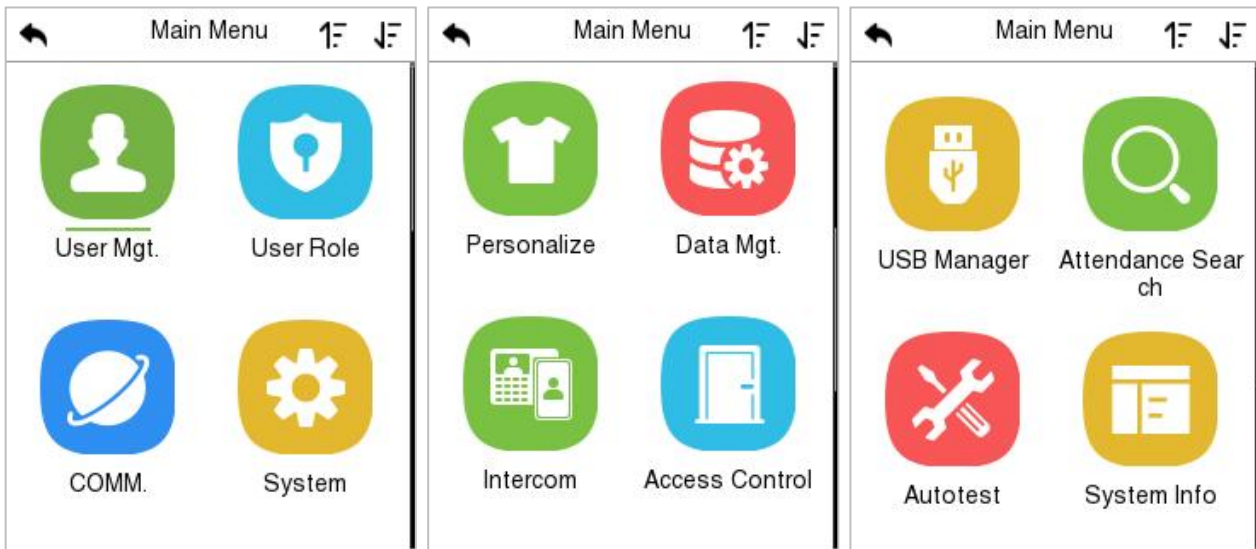 Main Menu
User Mgt.
User Role
COMM.
System
Main Menu
Personalize
Data Mgt.
Intercom
Access Control
Main Menu
USB Manager
Attendance Sear
ch
Autotest
System Info